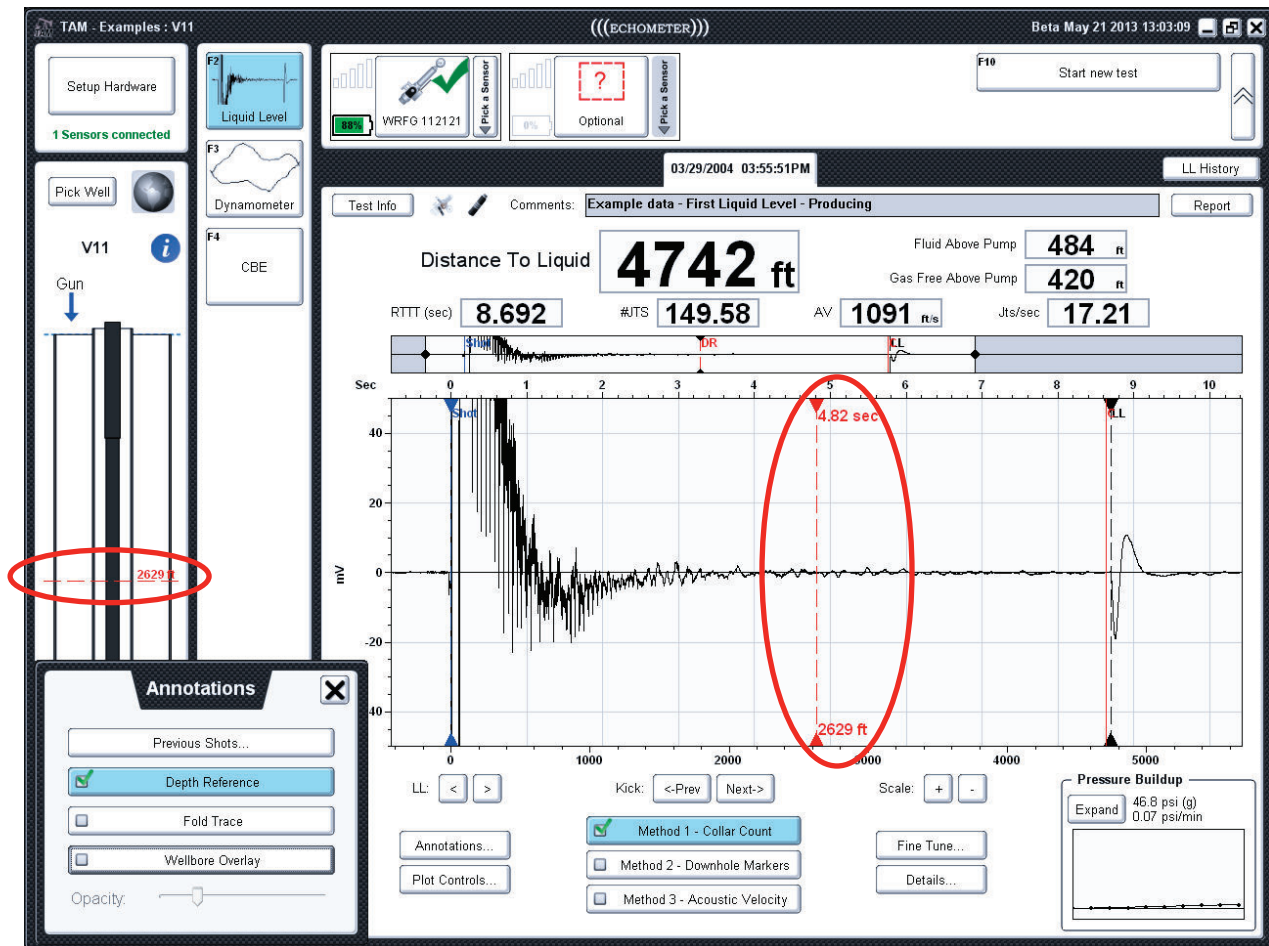 TAM - Examples : V11
(((ECHOMETER)))
Beta May 21 2013 13:03:09
Setup Hardware
1 Sensors connected
F2
Liquid Level
F3
Dynamometer
F4
CBE
88%
WRFG 112121
Pick a Sensor
0%
?
Optional
Pick a Sensor
F10
Start new test
03/29/2004 03:55:51PM
LL History
Pick Well
V11
i
Gun
2629 ft
Test Info
Comments:
Example data - First Liquid Level - Producing
Report
Distance To Liquid
4742 ft
Fluid Above Pump
484 ft
Gas Free Above Pump
420 ft
RTTT (sec)
8.692
#JTS
149.58
AV
1091 ft/s
Jts/sec
17.21
Shot
DR
LL
Sec
0 1 2 3 4 5 6 7 8 9 10
Shot
4.82 sec
LL
40
20
0
-20
-40
mV
2629 ft
0 1000 2000 3000 4000 5000
LL:
<
>
Kick:
<-Prev
Next->
Scale:
+
-
Annotations...
Plot Controls...
Method 1 - Collar Count
Method 2 - Downhole Markers
Method 3 - Acoustic Velocity
Fine Tune...
Details...
Pressure Buildup
Expand
46.8 psi (g)
0.07 psi/min
Annotations
Previous Shots...
Depth Reference
Fold Trace
Wellbore Overlay
Opacity: